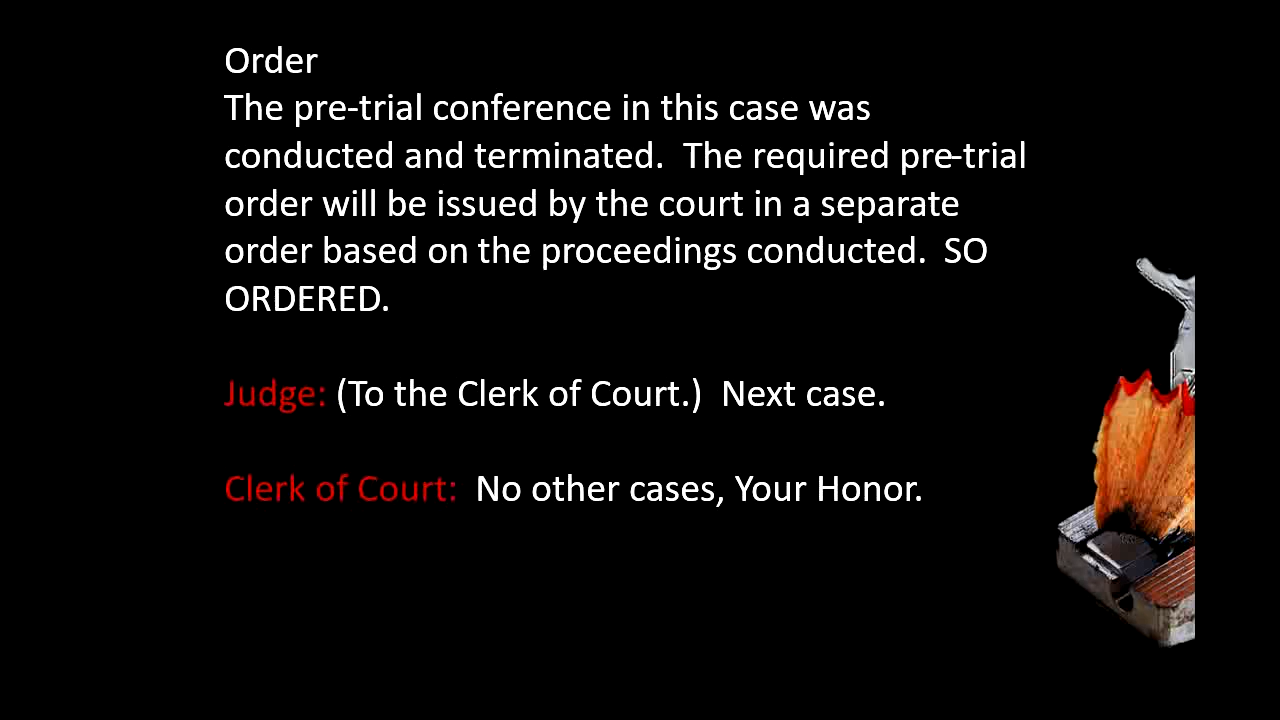 Order
The pre-trial conference in this case was
conducted and terminated.  The required pre-trial
order will be issued by the court in a separate
order based on the proceedings conducted.  SO
ORDERED.
Judge: (To the Clerk of Court.)  Next case.
Clerk of Court:  No other cases, Your Honor.